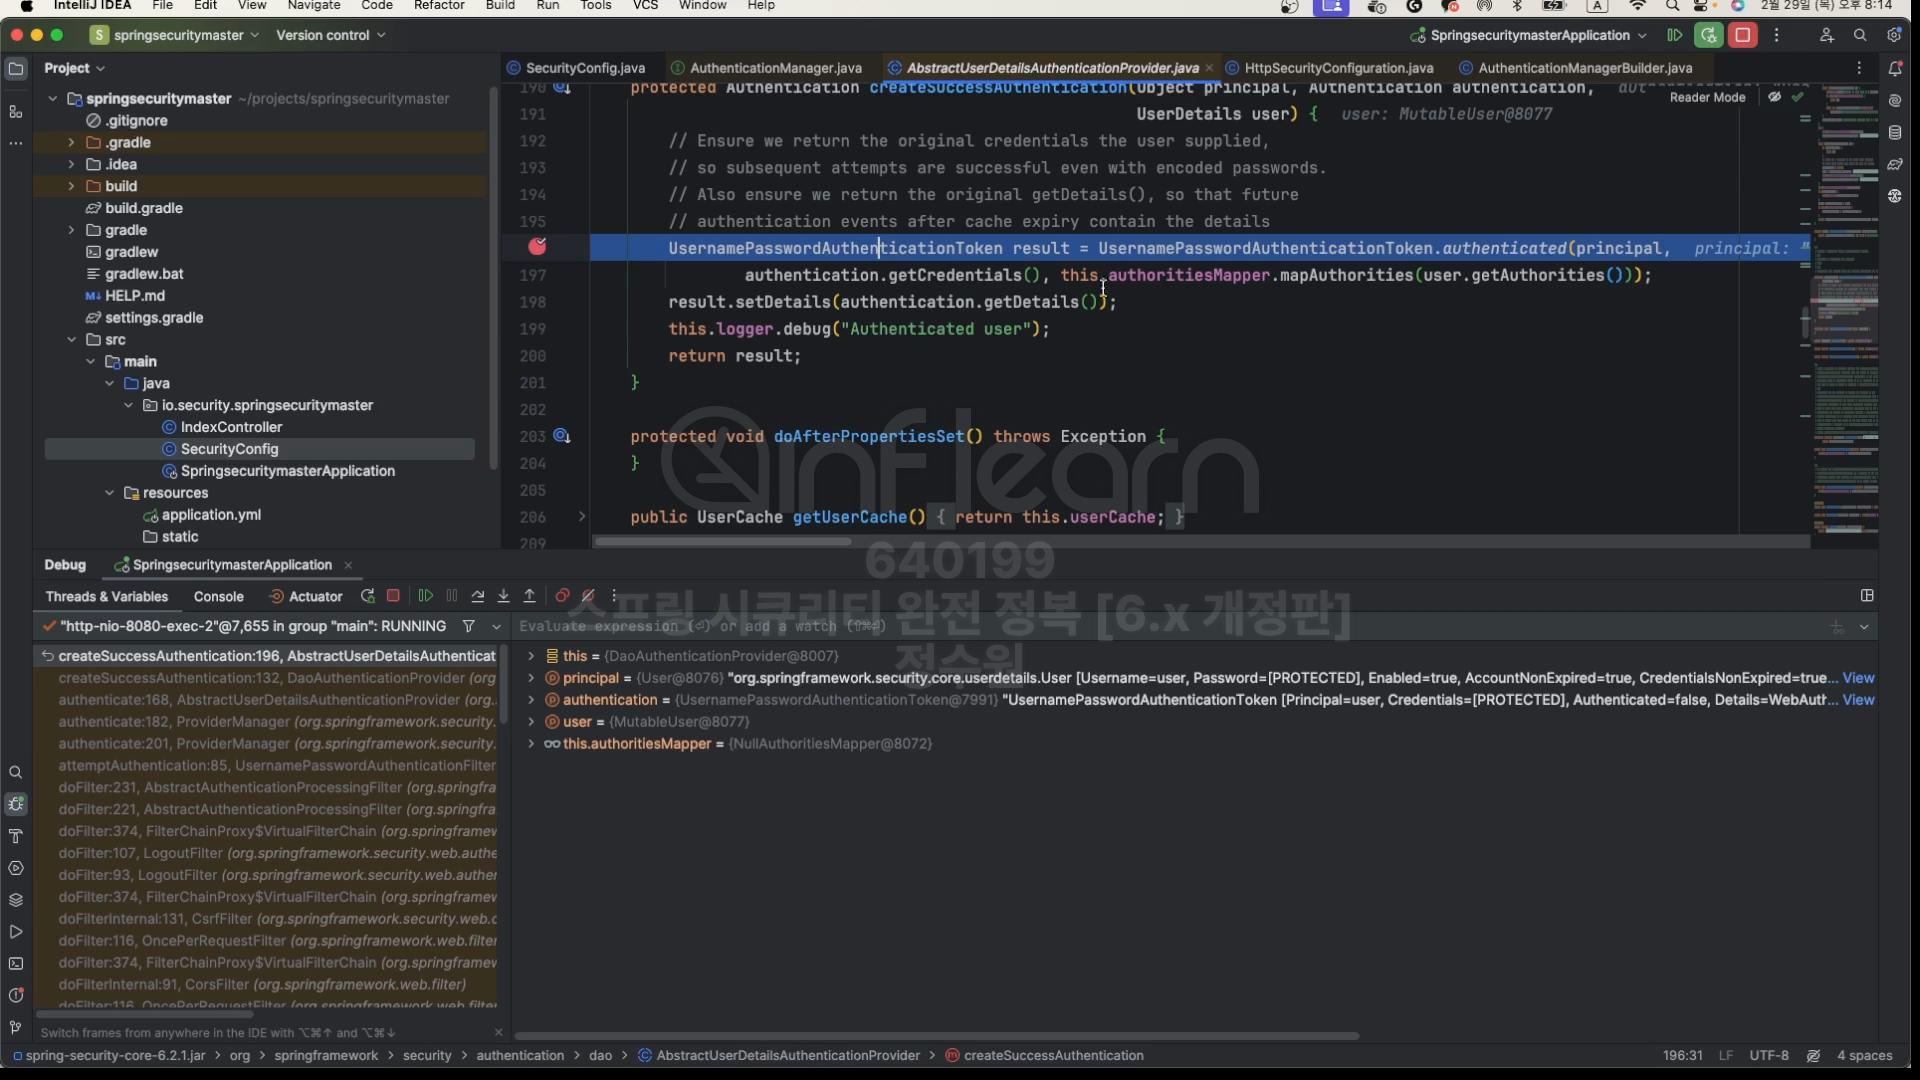 IntelliJ IDEA File Edit View Navigate Code Refactor Build Run Tools VCS Window Help A 2월 29일 (목) 오후 8:14
S springsecuritymaster Version control SpringsecuritymasterApplication
Project
SecurityConfig.java AuthenticationManager.java AbstractUserDetailsAuthenticationProvider.java HttpSecurityConfiguration.java AuthenticationManagerBuilder.java
Reader Mode
springsecuritymaster ~/projects/springsecuritymaster
.gitignore
.gradle
.idea
build
build.gradle
gradle
gradlew
gradlew.bat
HELP.md
settings.gradle
src
main
java
io.security.springsecuritymaster
IndexController
SecurityConfig
SpringsecuritymasterApplication
resources
application.yml
static
190 protected Authentication createSuccessAuthentication(Object principal, Authentication authentication,
191 UserDetails user) { user: MutableUser@8077
192 // Ensure we return the original credentials the user supplied,
193 // so subsequent attempts are successful even with encoded passwords.
194 // Also ensure we return the original getDetails(), so that future
195 // authentication events after cache expiry contain the details
UsernamePasswordAuthenticationToken result = UsernamePasswordAuthenticationToken.authenticated(principal, principal: "
197 authentication.getCredentials(), this.authoritiesMapper.mapAuthorities(user.getAuthorities()));
198 result.setDetails(authentication.getDetails());
199 this.logger.debug("Authenticated user");
200 return result;
201 }
202
203 protected void doAfterPropertiesSet() throws Exception {
204 }
205
206 public UserCache getUserCache() { return this.userCache; }
209
inflearn
640199
스프링 시큐리티 완전 정복 [6.x 개정판]
정수원
Debug SpringsecuritymasterApplication
Threads & Variables Console Actuator
"http-nio-8080-exec-2"@7,655 in group "main": RUNNING
Evaluate expression (⏎) or add a watch (⇧⌘⏎)
createSuccessAuthentication:196, AbstractUserDetailsAuthenticat
createSuccessAuthentication:132, DaoAuthenticationProvider (org
authenticate:168, AbstractUserDetailsAuthenticationProvider (org.
authenticate:182, ProviderManager (org.springframework.security.
authenticate:201, ProviderManager (org.springframework.security.
attemptAuthentication:85, UsernamePasswordAuthenticationFilter
doFilter:231, AbstractAuthenticationProcessingFilter (org.springfra
doFilter:221, AbstractAuthenticationProcessingFilter (org.springfra
doFilter:374, FilterChainProxy$VirtualFilterChain (org.springframew
doFilter:107, LogoutFilter (org.springframework.security.web.authe
doFilter:93, LogoutFilter (org.springframework.security.web.authen
doFilter:374, FilterChainProxy$VirtualFilterChain (org.springframew
doFilterInternal:131, CsrfFilter (org.springframework.security.web.c
doFilter:116, OncePerRequestFilter (org.springframework.web.filter
doFilter:374, FilterChainProxy$VirtualFilterChain (org.springframew
doFilterInternal:91, CorsFilter (org.springframework.web.filter)
doFilter:116, OncePerRequestFilter (org.springframework.web.filter
this = {DaoAuthenticationProvider@8007}
principal = {User@8076} "org.springframework.security.core.userdetails.User [Username=user, Password=[PROTECTED], Enabled=true, AccountNonExpired=true, CredentialsNonExpired=true... View
authentication = {UsernamePasswordAuthenticationToken@7991} "UsernamePasswordAuthenticationToken [Principal=user, Credentials=[PROTECTED], Authenticated=false, Details=WebAuth... View
user = {MutableUser@8077}
this.authoritiesMapper = {NullAuthoritiesMapper@8072}
Switch frames from anywhere in the IDE with ⌥⌘↑ and ⌥⌘↓
spring-security-core-6.2.1.jar > org > springframework > security > authentication > dao > AbstractUserDetailsAuthenticationProvider > createSuccessAuthentication 196:31 LF UTF-8 4 spaces